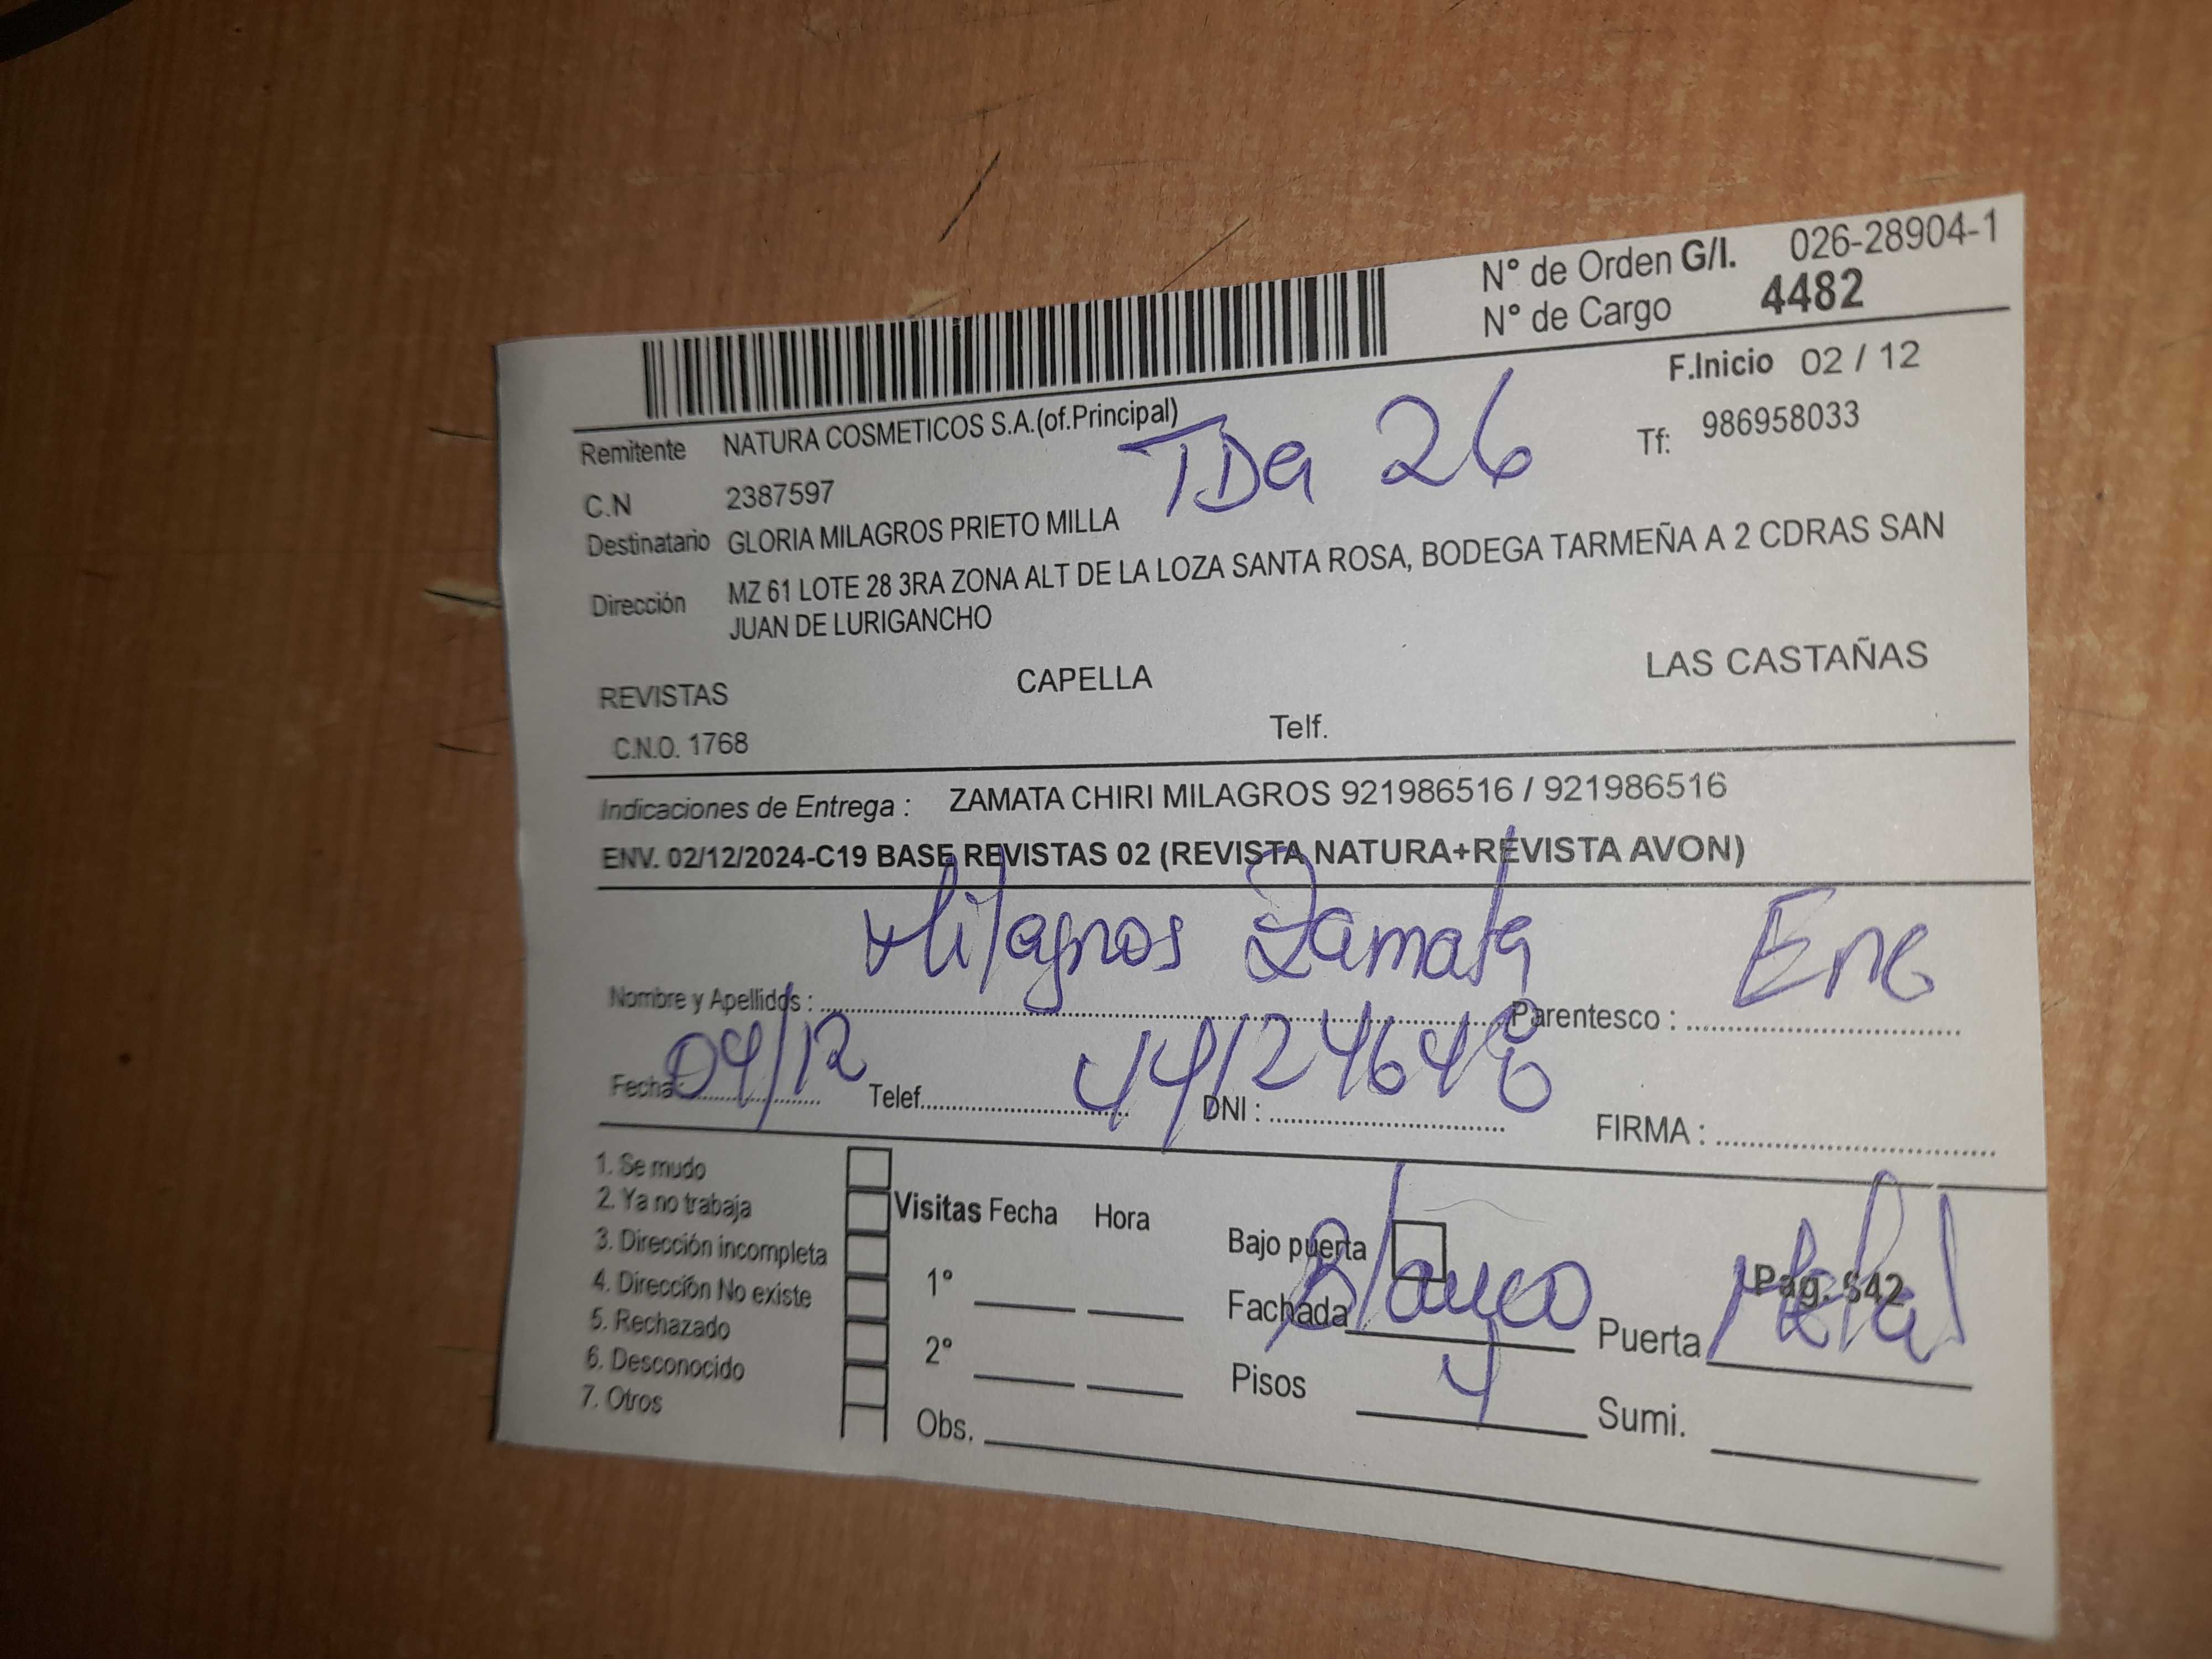 N° de Orden G/I. 026-28904-1
N° de Cargo 4482
F.Inicio 02 / 12
Remitente NATURA COSMETICOS S.A.(of.Principal)
Tf: 986958033
TDa 26
C.N 2387597
Destinatario GLORIA MILAGROS PRIETO MILLA
Dirección MZ 61 LOTE 28 3RA ZONA ALT DE LA LOZA SANTA ROSA, BODEGA TARMEÑA A 2 CDRAS SAN
JUAN DE LURIGANCHO
REVISTAS CAPELLA LAS CASTAÑAS
C.N.O. 1768 Telf.
Indicaciones de Entrega : ZAMATA CHIRI MILAGROS 921986516 / 921986516
ENV. 02/12/2024-C19 BASE REVISTAS 02 (REVISTA NATURA+REVISTA AVON)
Milagros Zamata Enc
Nombre y Apellidos : Parentesco :
Fecha: 04/12 Telef. DNI : FIRMA :
1. Se mudo
2. Ya no trabaja
3. Dirección incompleta
4. Dirección No existe
5. Rechazado
6. Desconocido
7. Otros
Visitas Fecha Hora
1°
2°
Obs.
Bajo puerta
Pag. 642
Fachada Blanco Puerta Metal
Pisos 4 Sumi.